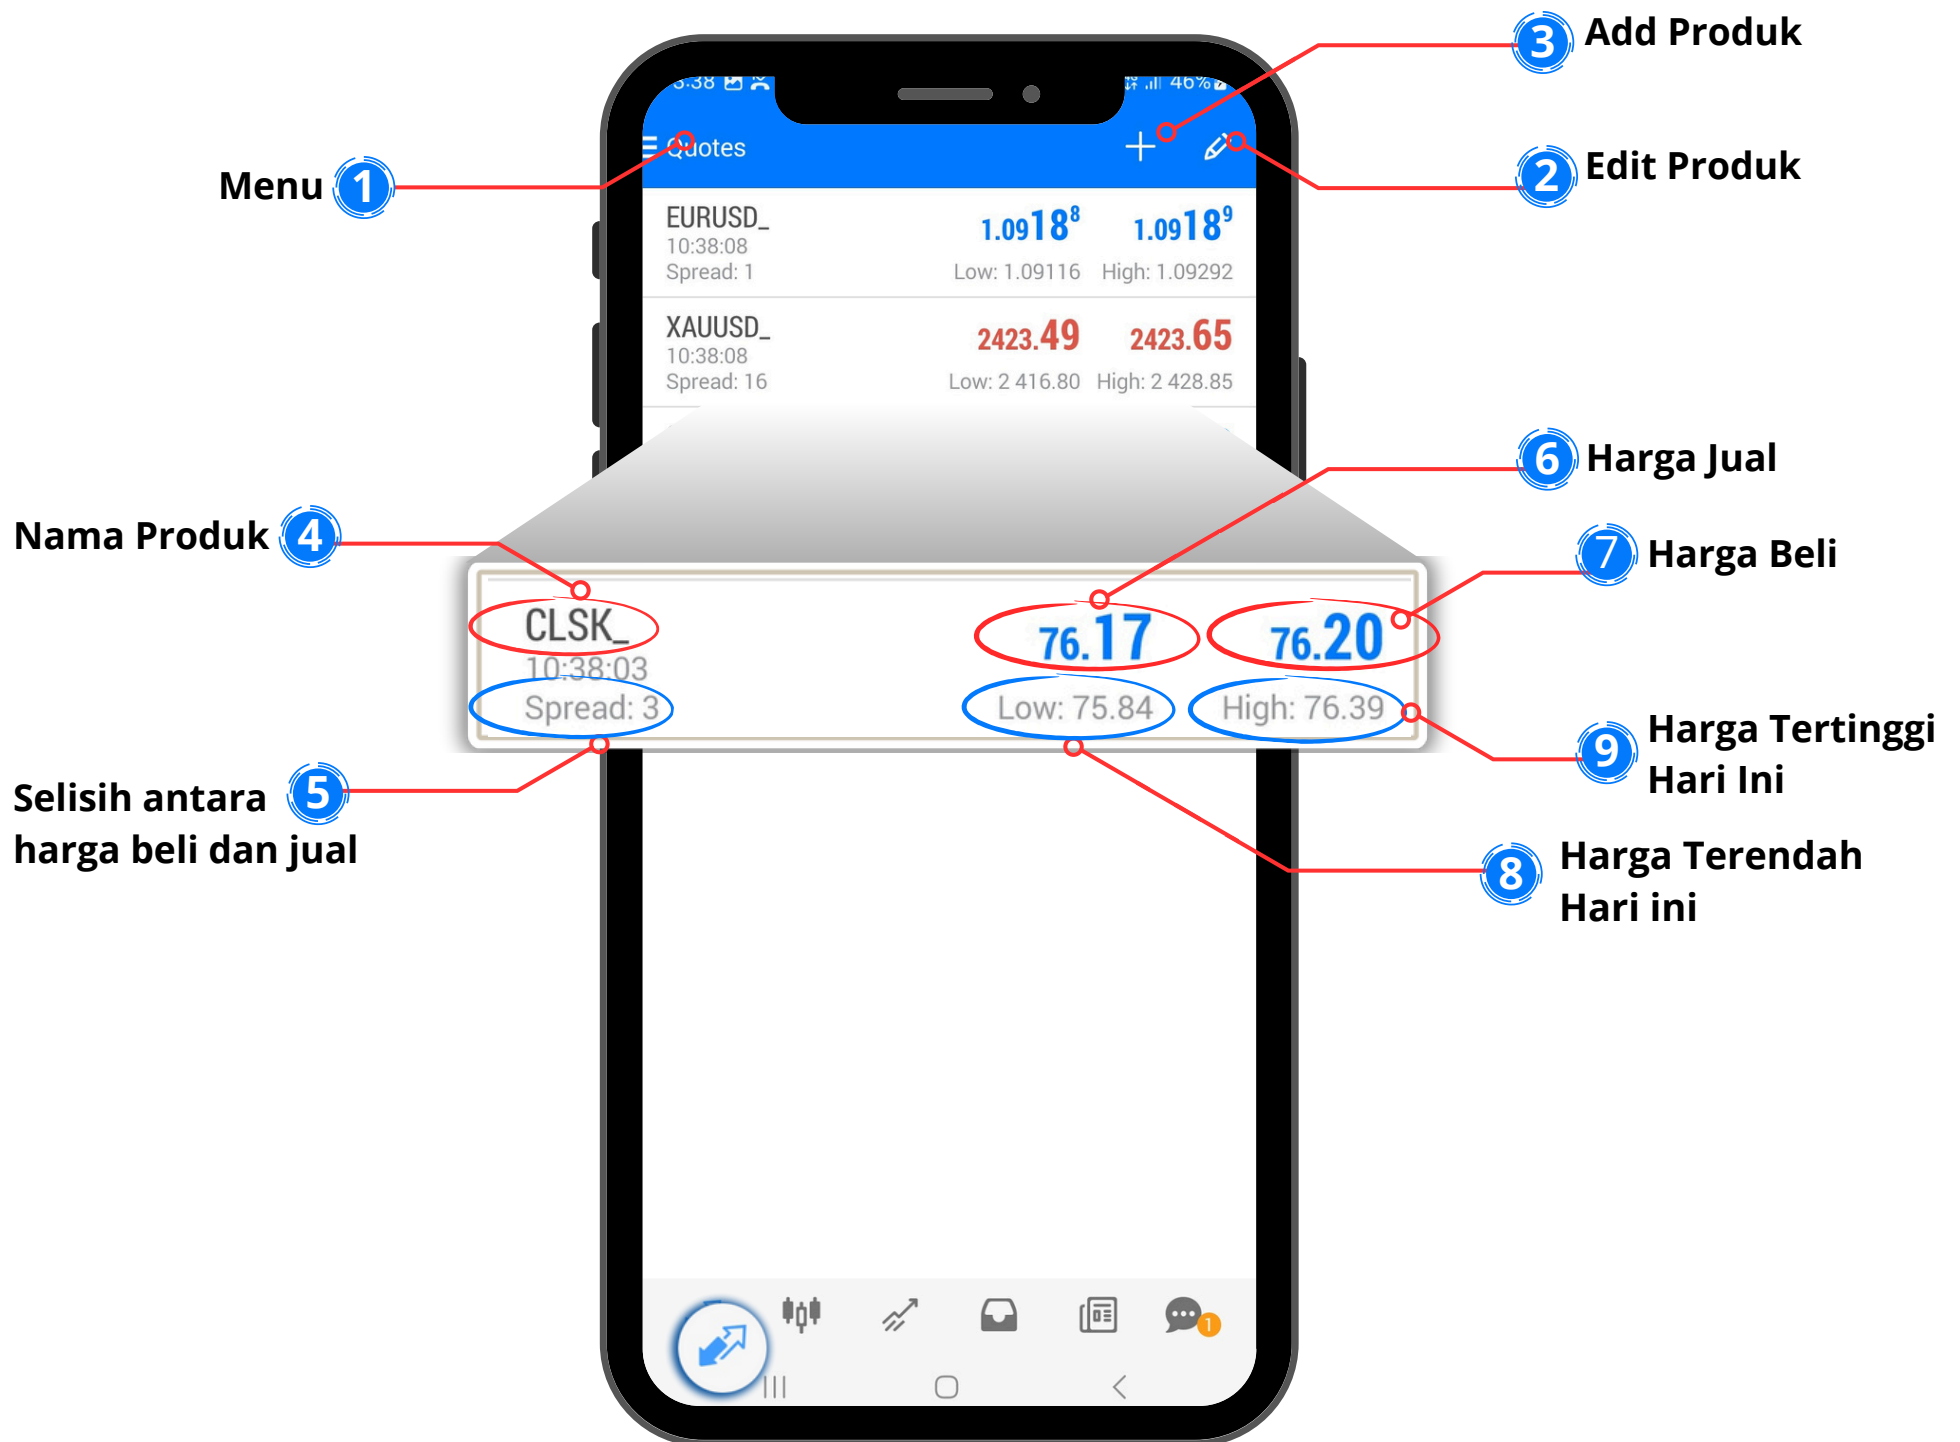 3 Add Produk
:38 46%
Quotes
Menu 1
2 Edit Produk
EURUSD_ 1.09188 1.09189
10:38:08
Spread: 1 Low: 1.09116 High: 1.09292
XAUUSD_ 2423.49 2423.65
10:38:08
Spread: 16 Low: 2 416.80 High: 2 428.85
6 Harga Jual
Nama Produk 4
7 Harga Beli
CLSK_ 76.17 76.20
10:38:03
Spread: 3 Low: 75.84 High: 76.39
9 Harga Tertinggi
Hari Ini
Selisih antara 5
harga beli dan jual
8 Harga Terendah
Hari ini
1